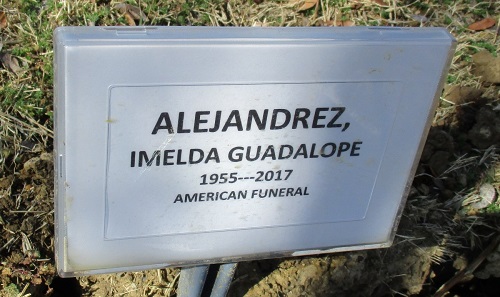 ALEJANDREZ,
IMELDA GUADALOPE
1955---2017
AMERICAN FUNERAL